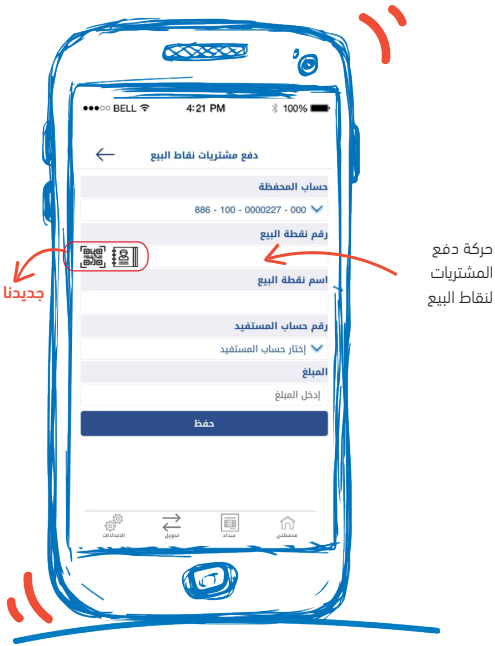 BELL 4:21 PM 100%
دفع مشتريات نقاط البيع
حساب المحفظة
886 - 100 - 0000227 - 000
رقم نقطة البيع
حركة دفع
المشتريات
لنقاط البيع
جديدنا
اسم نقطة البيع
رقم حساب المستفيد
إختار حساب المستفيد
المبلغ
إدخل المبلغ
حفظ
محفظتي سداد تحويل الاعدادات